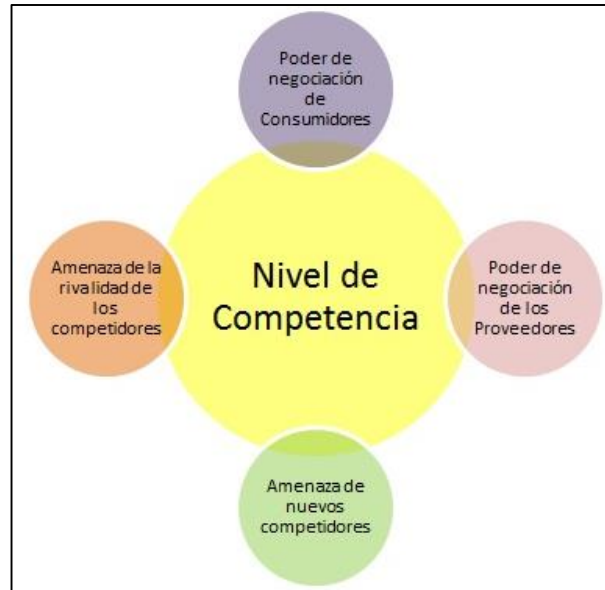 Poder de
negociación
de
Consumidores
Amenaza de la
rivalidad de
los
competidores
Nivel de
Competencia
Poder de
negociación
de los
Proveedores
Amenaza de
nuevos
competidores